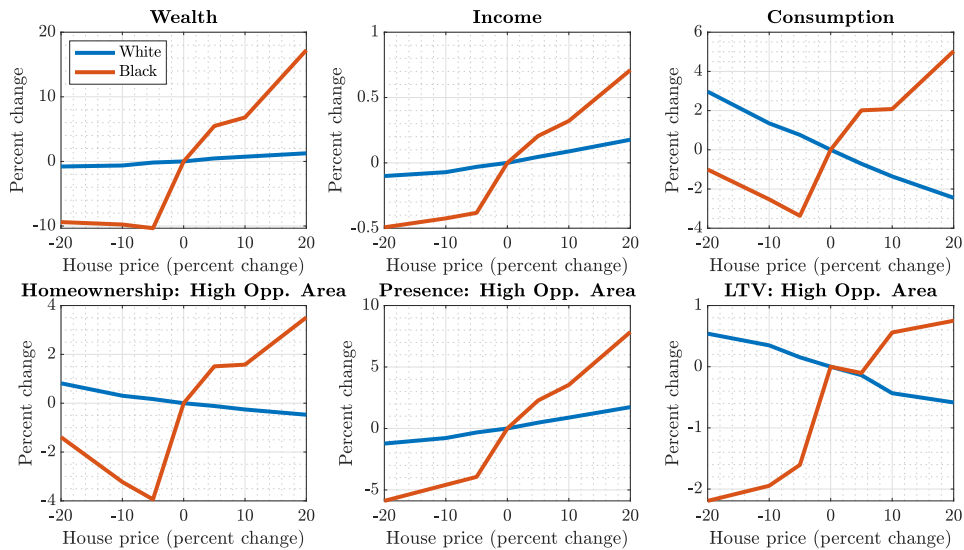 Wealth
20
10
0
-10
-20
-10
0
10
20
Percent change
House price (percent change)
White
Black
Income
1
0.5
0
-0.5
-20
-10
0
10
20
Percent change
House price (percent change)
Consumption
6
4
2
0
-2
-4
-20
-10
0
10
20
Percent change
House price (percent change)
Homeownership: High Opp. Area
4
2
0
-2
-4
-20
-10
0
10
20
Percent change
House price (percent change)
Presence: High Opp. Area
10
5
0
-5
-20
-10
0
10
20
Percent change
House price (percent change)
LTV: High Opp. Area
1
0
-1
-2
-20
-10
0
10
20
Percent change
House price (percent change)